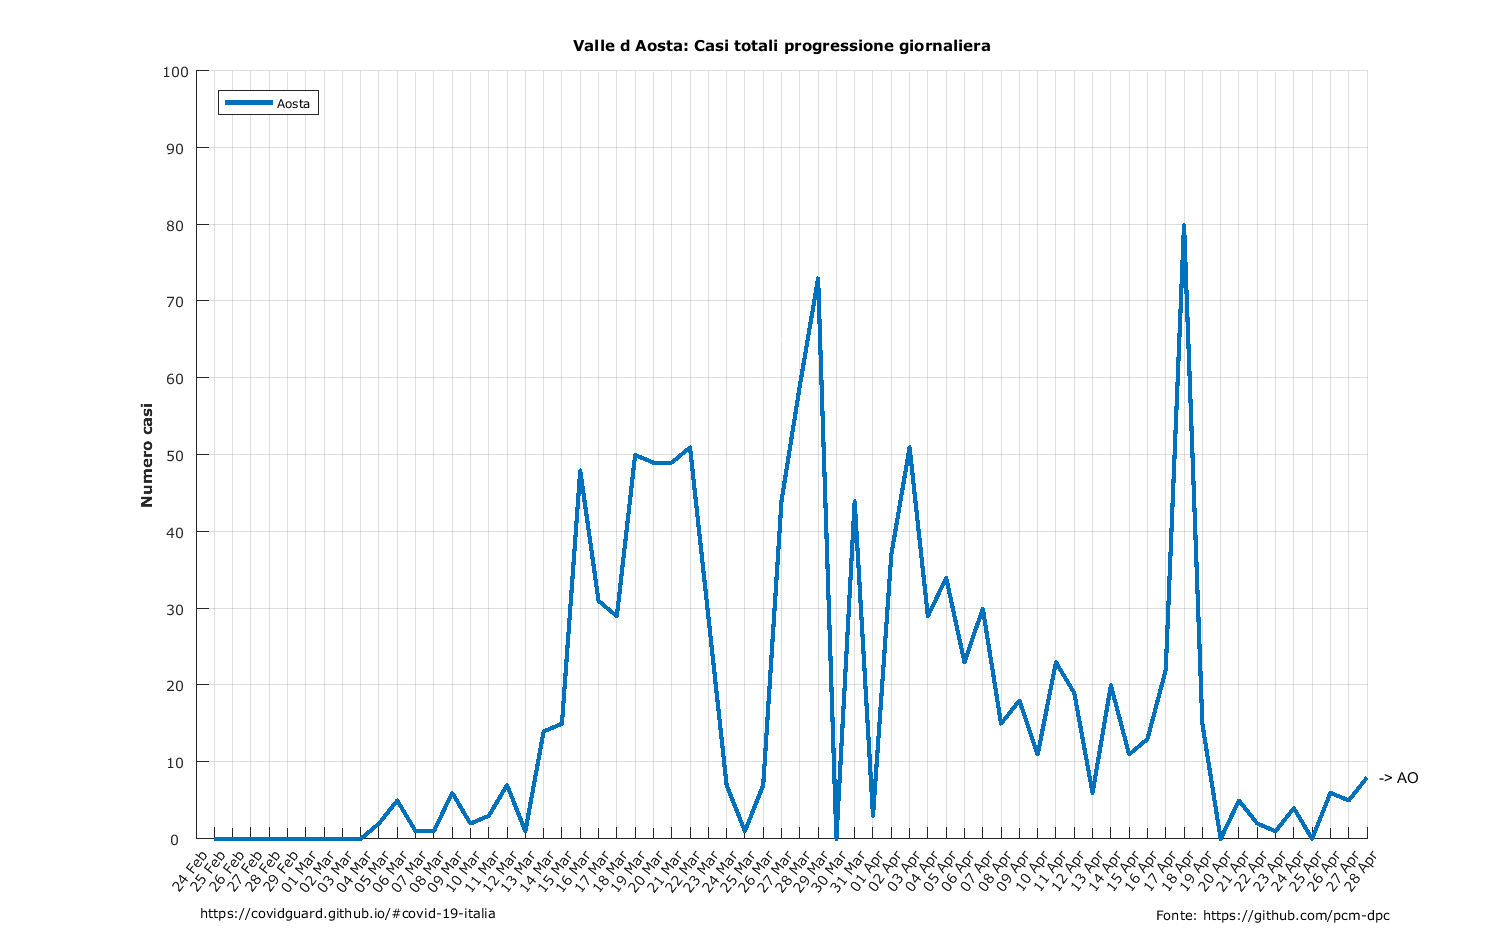 Valle d Aosta: Casi totali progressione giornaliera
Aosta
Numero casi
100
90
80
70
60
50
40
30
20
10
0
-> AO
24 Feb
25 Feb
26 Feb
27 Feb
28 Feb
29 Feb
01 Mar
02 Mar
03 Mar
04 Mar
05 Mar
06 Mar
07 Mar
08 Mar
09 Mar
10 Mar
11 Mar
12 Mar
13 Mar
14 Mar
15 Mar
16 Mar
17 Mar
18 Mar
19 Mar
20 Mar
21 Mar
22 Mar
23 Mar
24 Mar
25 Mar
26 Mar
27 Mar
28 Mar
29 Mar
30 Mar
31 Mar
01 Apr
02 Apr
03 Apr
04 Apr
05 Apr
06 Apr
07 Apr
08 Apr
09 Apr
10 Apr
11 Apr
12 Apr
13 Apr
14 Apr
15 Apr
16 Apr
17 Apr
18 Apr
19 Apr
20 Apr
21 Apr
22 Apr
23 Apr
24 Apr
25 Apr
26 Apr
27 Apr
28 Apr
https://covidguard.github.io/#covid-19-italia
Fonte: https://github.com/pcm-dpc